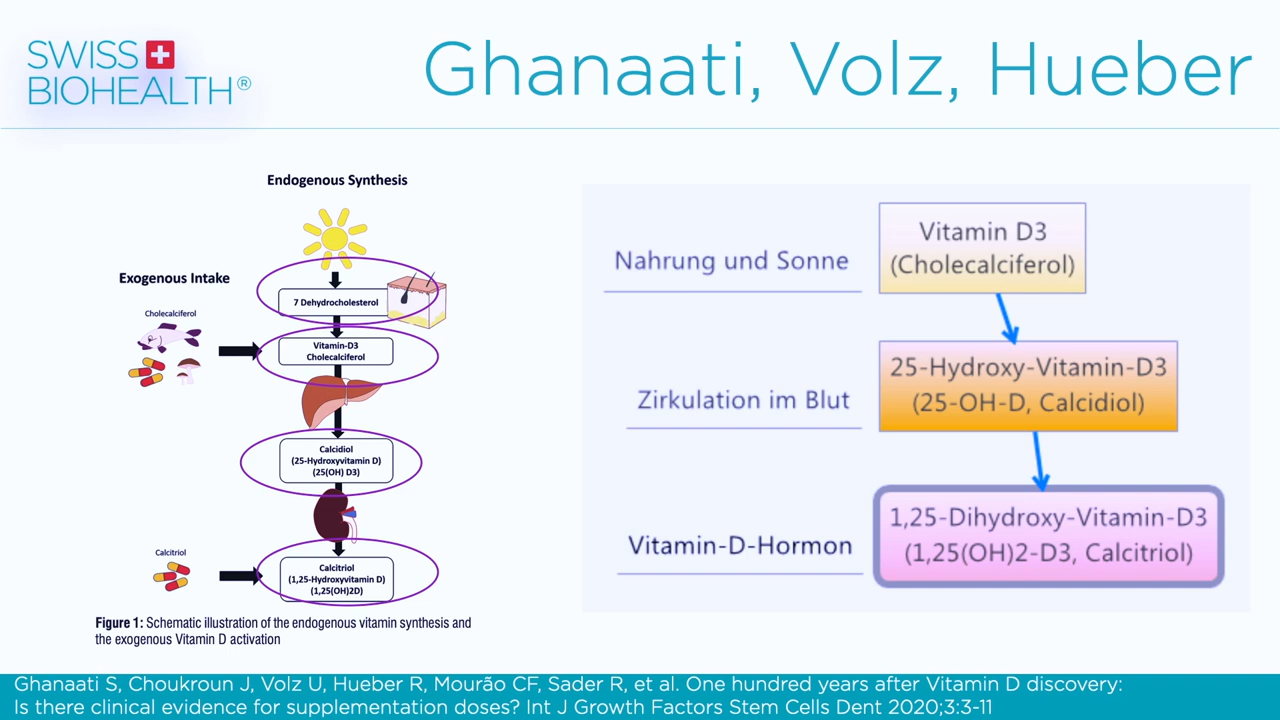 SWISS
BIOHEALTH®
Ghanaati, Volz, Hueber
Endogenous Synthesis
Exogenous Intake
7 Dehydrocholesterol
Cholecalciferol
Vitamin-D3
Cholecalciferol
Calcidiol
(25-Hydroxyvitamin D)
(25(OH) D3)
Calcitriol
Calcitriol
(1,25-Hydroxyvitamin D)
(1,25(OH)2D)
Figure 1: Schematic illustration of the endogenous vitamin synthesis and
the exogenous Vitamin D activation
Nahrung und Sonne
Vitamin D3
(Cholecalciferol)
Zirkulation im Blut
25-Hydroxy-Vitamin-D3
(25-OH-D, Calcidiol)
Vitamin-D-Hormon
1,25-Dihydroxy-Vitamin-D3
(1,25(OH)2-D3, Calcitriol)
Ghanaati S, Choukroun J, Volz U, Hueber R, Mourão CF, Sader R, et al. One hundred years after Vitamin D discovery:
Is there clinical evidence for supplementation doses? Int J Growth Factors Stem Cells Dent 2020;3:3-11